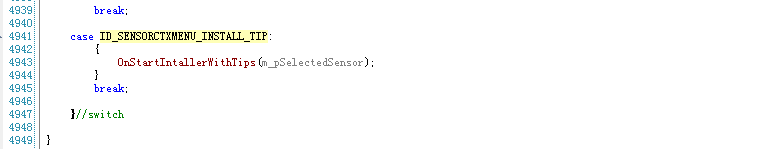 4939 break;
4940
4941 case ID_SENSORCTXMENU_INSTALL_TIP:
4942 {
4943 OnStartIntallerWithTips(m_pSelectedSensor);
4944 }
4945 break;
4946
4947 }//switch
4948
4949 }